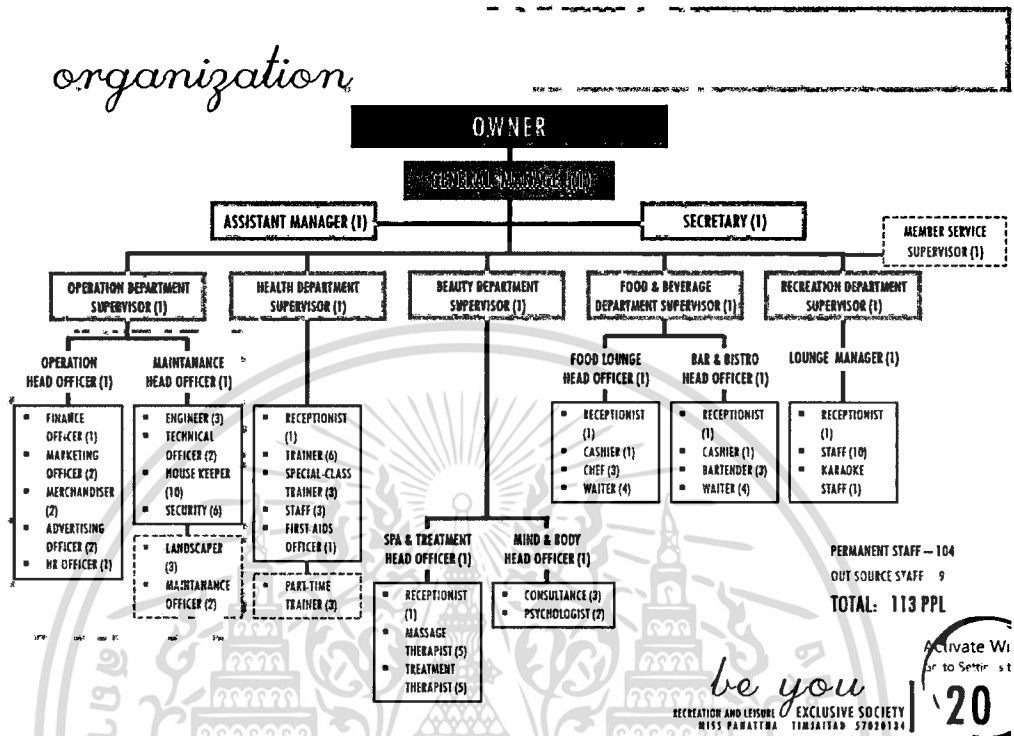 organization
OWNER
GENERAL MANAGE (1)
ASSISTANT MANAGER (1)
SECRETARY (1)
MEMBER SERVICE
SUPERVISOR (1)
OPERATION DEPARTMENT
SUPERVISOR (1)
HEALTH DEPARTMENT
SUPERVISOR (1)
BEAUTY DEPARTMENT
SUPERVISOR (1)
FOOD & BEVERAGE
DEPARTMENT SUPERVISOR (1)
RECREATION DEPARTMENT
SUPERVISOR (1)
OPERATION
HEAD OFFICER (1)
▪ FINANCE
OFFICER (1)
▪ MARKETING
OFFICER (2)
▪ MERCHANDISER
(2)
▪ ADVERTISING
OFFICER (2)
▪ HR OFFICER (1)
MAINTANANCE
HEAD OFFICER (1)
▪ ENGINEER (3)
▪ TECHNICAL
OFFICER (2)
▪ HOUSE KEEPER
(10)
▪ SECURITY (6)
▪ LANDSCAPER
(3)
▪ MAINTANANCE
OFFICER (2)
▪ RECEPTIONIST
(1)
▪ TRAINER (6)
▪ SPECIAL-CLASS
TRAINER (3)
▪ STAFF (3)
▪ FIRST AIDS
OFFICER (1)
▪ PART-TIME
TRAINER (3)
SPA & TREATMENT
HEAD OFFICER (1)
▪ RECEPTIONIST
(1)
▪ MASSAGE
THERAPIST (5)
▪ TREATMENT
THERAPIST (5)
MIND & BODY
HEAD OFFICER (1)
▪ CONSULTANCE (3)
▪ PSYCHOLOGIST (2)
FOOD LOUNGE
HEAD OFFICER (1)
▪ RECEPTIONIST
(1)
▪ CASHIER (1)
▪ CHEF (3)
▪ WAITER (4)
BAR & BISTRO
HEAD OFFICER (1)
▪ RECEPTIONIST
(1)
▪ CASHIER (1)
▪ BARTENDER (3)
▪ WAITER (4)
LOUNGE MANAGER (1)
▪ RECEPTIONIST
(1)
▪ STAFF (10)
▪ KARAOKE
STAFF (1)
PERMANENT STAFF – 104
OUT SOURCE STAFF 9
TOTAL: 113 PPL
Activate Wi
to Settin
be you
RECREATION AND LEISURE EXCLUSIVE SOCIETY
MISS 57020134
20